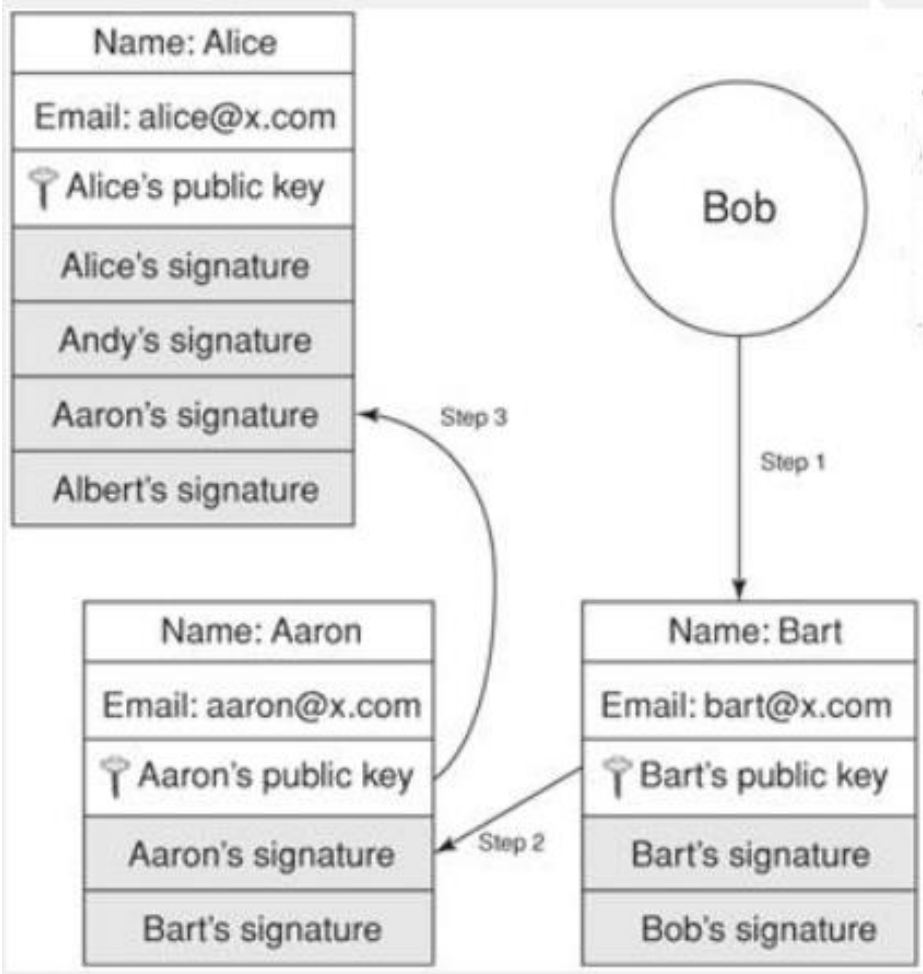 Name: Alice
Email: alice@x.com
Alice's public key
Alice's signature
Andy's signature
Aaron's signature
Albert's signature
Bob
Step 3
Step 1
Name: Aaron
Email: aaron@x.com
Aaron's public key
Aaron's signature
Bart's signature
Step 2
Name: Bart
Email: bart@x.com
Bart's public key
Bart's signature
Bob's signature